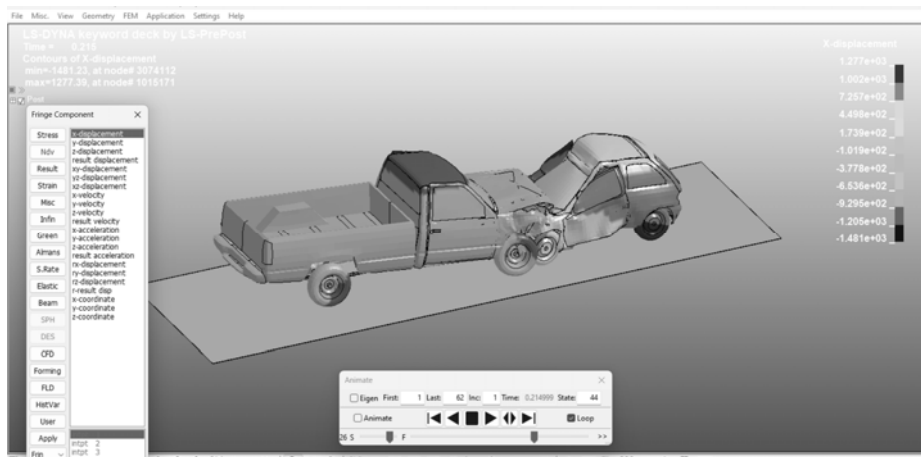 File Misc. View Geometry FEM Application Settings Help
LS-DYNA keyword deck by LS-PrePost
Time = 0.215
Contours of X-displacement
min=-1481.23, at node# 3074112
max=1277.39, at node# 1015171
X-displacement
1.277e+03
1.002e+03
7.257e+02
4.498e+02
1.739e+02
-1.019e+02
-3.778e+02
-6.536e+02
-9.295e+02
-1.205e+03
-1.481e+03
Fringe Component
Stress
Ndv
Result
Strain
Misc
Infin
Green
Almans
S.Rate
Elastic
Beam
SPH
DES
CFD
Forming
FLD
HistVar
User
Apply
Frin
x-displacement
y-displacement
z-displacement
result displacement
xy-displacement
yz-displacement
xz-displacement
x-velocity
y-velocity
z-velocity
result velocity
x-acceleration
y-acceleration
z-acceleration
result acceleration
rx-displacement
ry-displacement
rz-displacement
r-result disp
x-coordinate
y-coordinate
z-coordinate
intpt 2
intpt 3
Animate
Eigen First: 1 Last: 62 Inc: 1 Time: 0.214999 State: 44
Animate Loop
26 S F >>